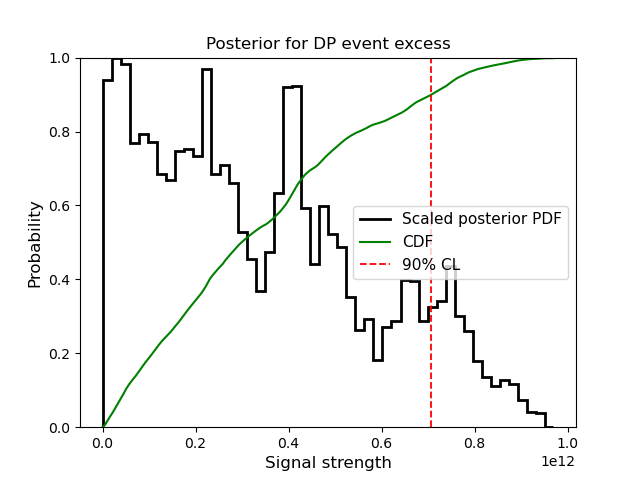 Posterior for DP event excess
Probability
1.0
0.8
0.6
0.4
0.2
0.0
Scaled posterior PDF
CDF
90% CL
0.0 0.2 0.4 0.6 0.8 1.0
1e12
Signal strength